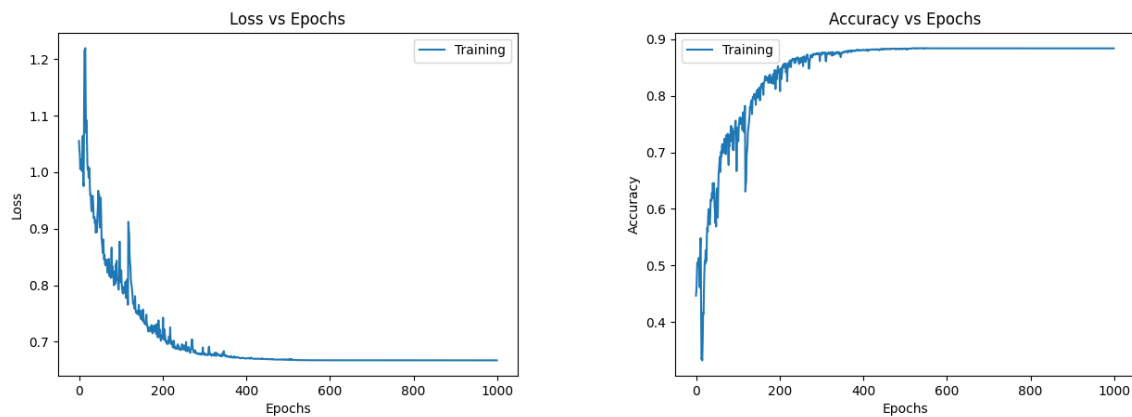 Loss vs Epochs
Training
1.2
1.1
1.0
0.9
0.8
0.7
Loss
0 200 400 600 800 1000
Epochs
Accuracy vs Epochs
Training
0.9
0.8
0.7
0.6
0.5
0.4
Accuracy
0 200 400 600 800 1000
Epochs